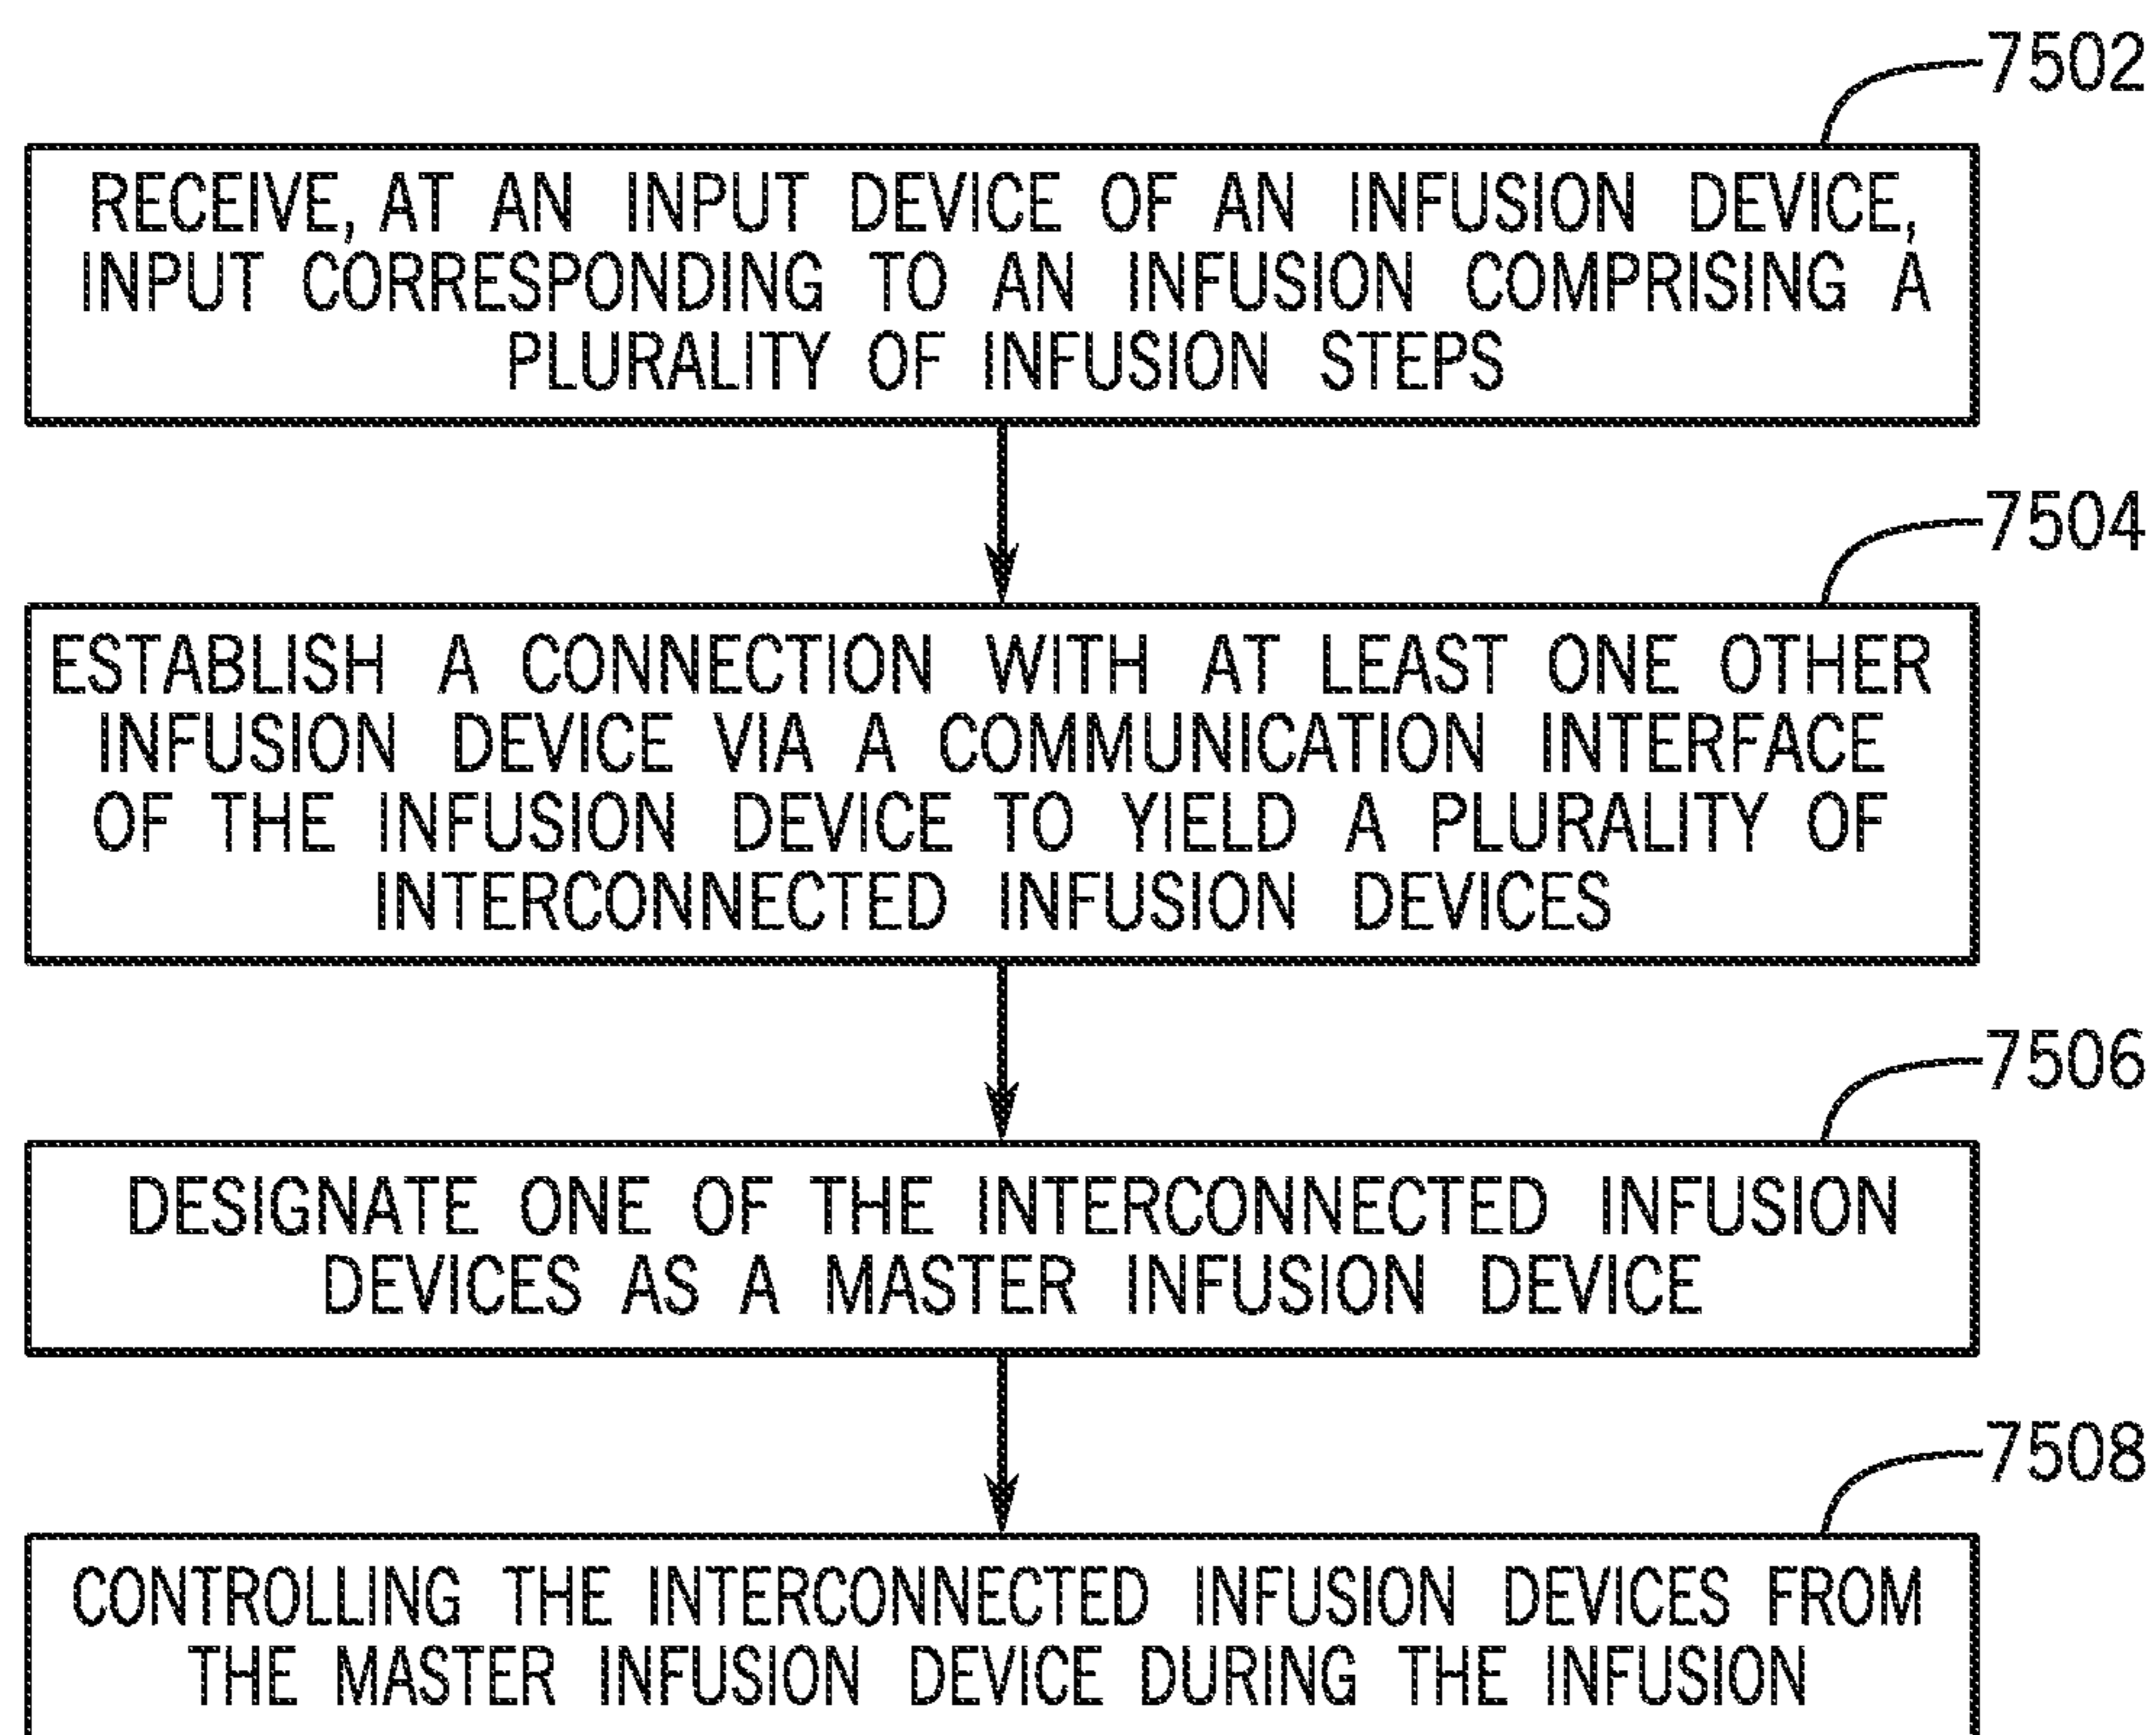 7502
RECEIVE, AT AN INPUT DEVICE OF AN INFUSION DEVICE,
INPUT CORRESPONDING TO AN INFUSION COMPRISING A
PLURALITY OF INFUSION STEPS
7504
ESTABLISH A CONNECTION WITH AT LEAST ONE OTHER
INFUSION DEVICE VIA A COMMUNICATION INTERFACE
OF THE INFUSION DEVICE TO YIELD A PLURALITY OF
INTERCONNECTED INFUSION DEVICES
7506
DESIGNATE ONE OF THE INTERCONNECTED INFUSION
DEVICES AS A MASTER INFUSION DEVICE
7508
CONTROLLING THE INTERCONNECTED INFUSION DEVICES FROM
THE MASTER INFUSION DEVICE DURING THE INFUSION